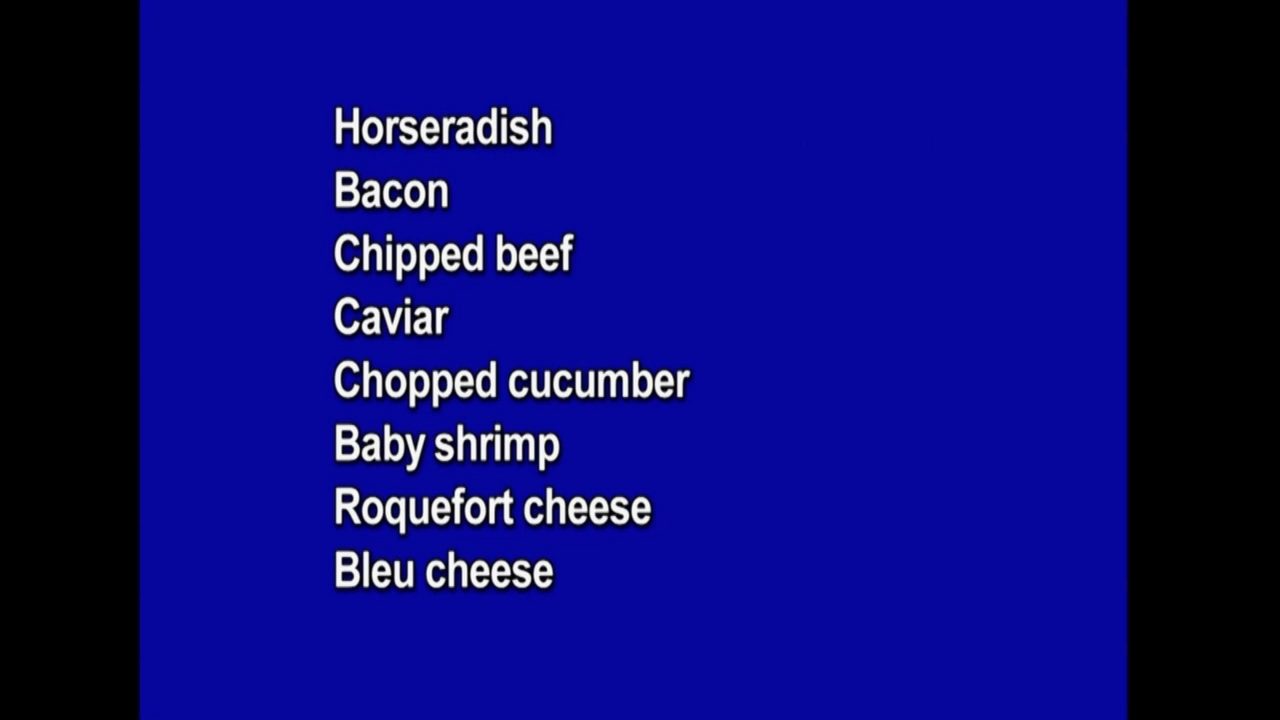 Horseradish
Bacon
Chipped beef
Caviar
Chopped cucumber
Baby shrimp
Roquefort cheese
Bleu cheese